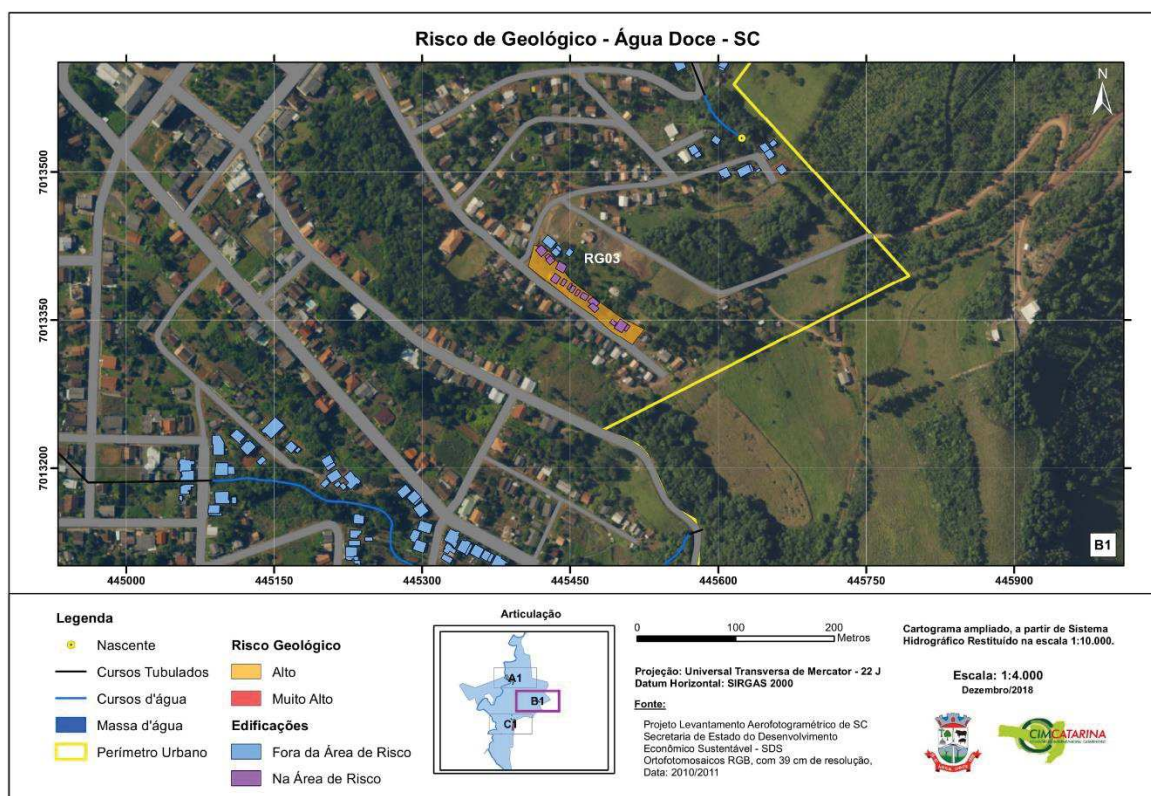 Risco de Geológico - Água Doce - SC
N
7013500
7013350
7013200
RG03
B1
445000
445150
445300
445450
445600
445750
445900
Legenda
Nascente
Cursos Tubulados
Cursos d'água
Massa d'água
Perímetro Urbano
Risco Geológico
Alto
Muito Alto
Edificações
Fora da Área de Risco
Na Área de Risco
Articulação
A1
B1
C1
0
100
200
Metros
Projeção: Universal Transversa de Mercator - 22 J
Datum Horizontal: SIRGAS 2000
Fonte:
Projeto Levantamento Aerofotogramétrico de SC
Secretaria de Estado do Desenvolvimento
Econômico Sustentável - SDS
Ortofotomosaicos RGB, com 39 cm de resolução,
Data: 2010/2011
Cartograma ampliado, a partir de Sistema
Hidrográfico Restituído na escala 1:10.000.
Escala: 1:4.000
Dezembro/2018
CIMCATARINA